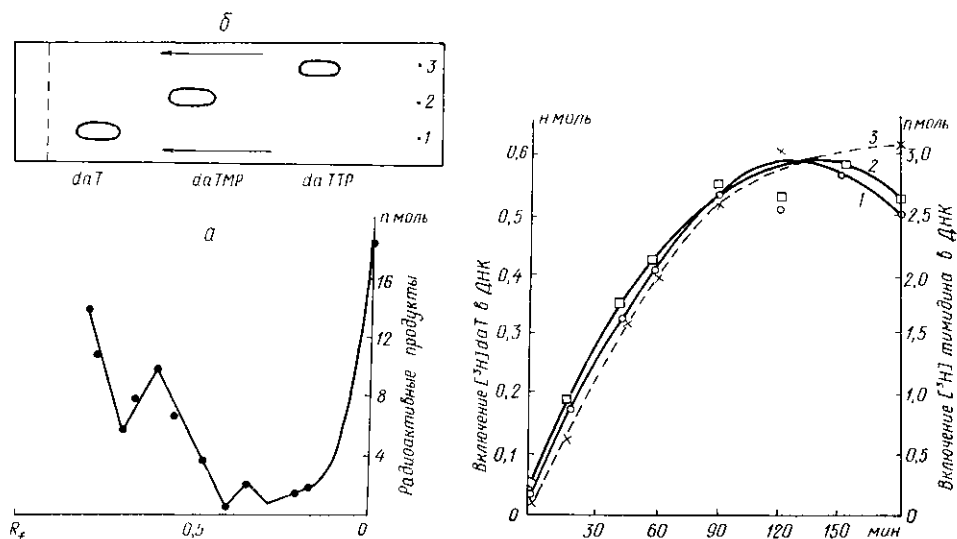 б
· 3
· 2
· 1
daT daTMP daTTP
а
n моль
16
12
8
4
Радиоактивные продукты
Rf 0,5 0
н моль
0,6
0,5
0,4
0,3
0,2
0,1
0
Включение [³H] daT в ДНК
n моль
3,0
2,5
2,0
1,5
1,0
0,5
0
Включение [³H] тимидина в ДНК
3
2
1
30 60 90 120 150 мин